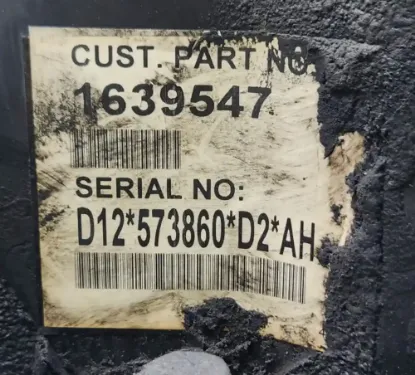 CUST. PART NO
1639547
SERIAL NO:
D12*573860*D2*AH